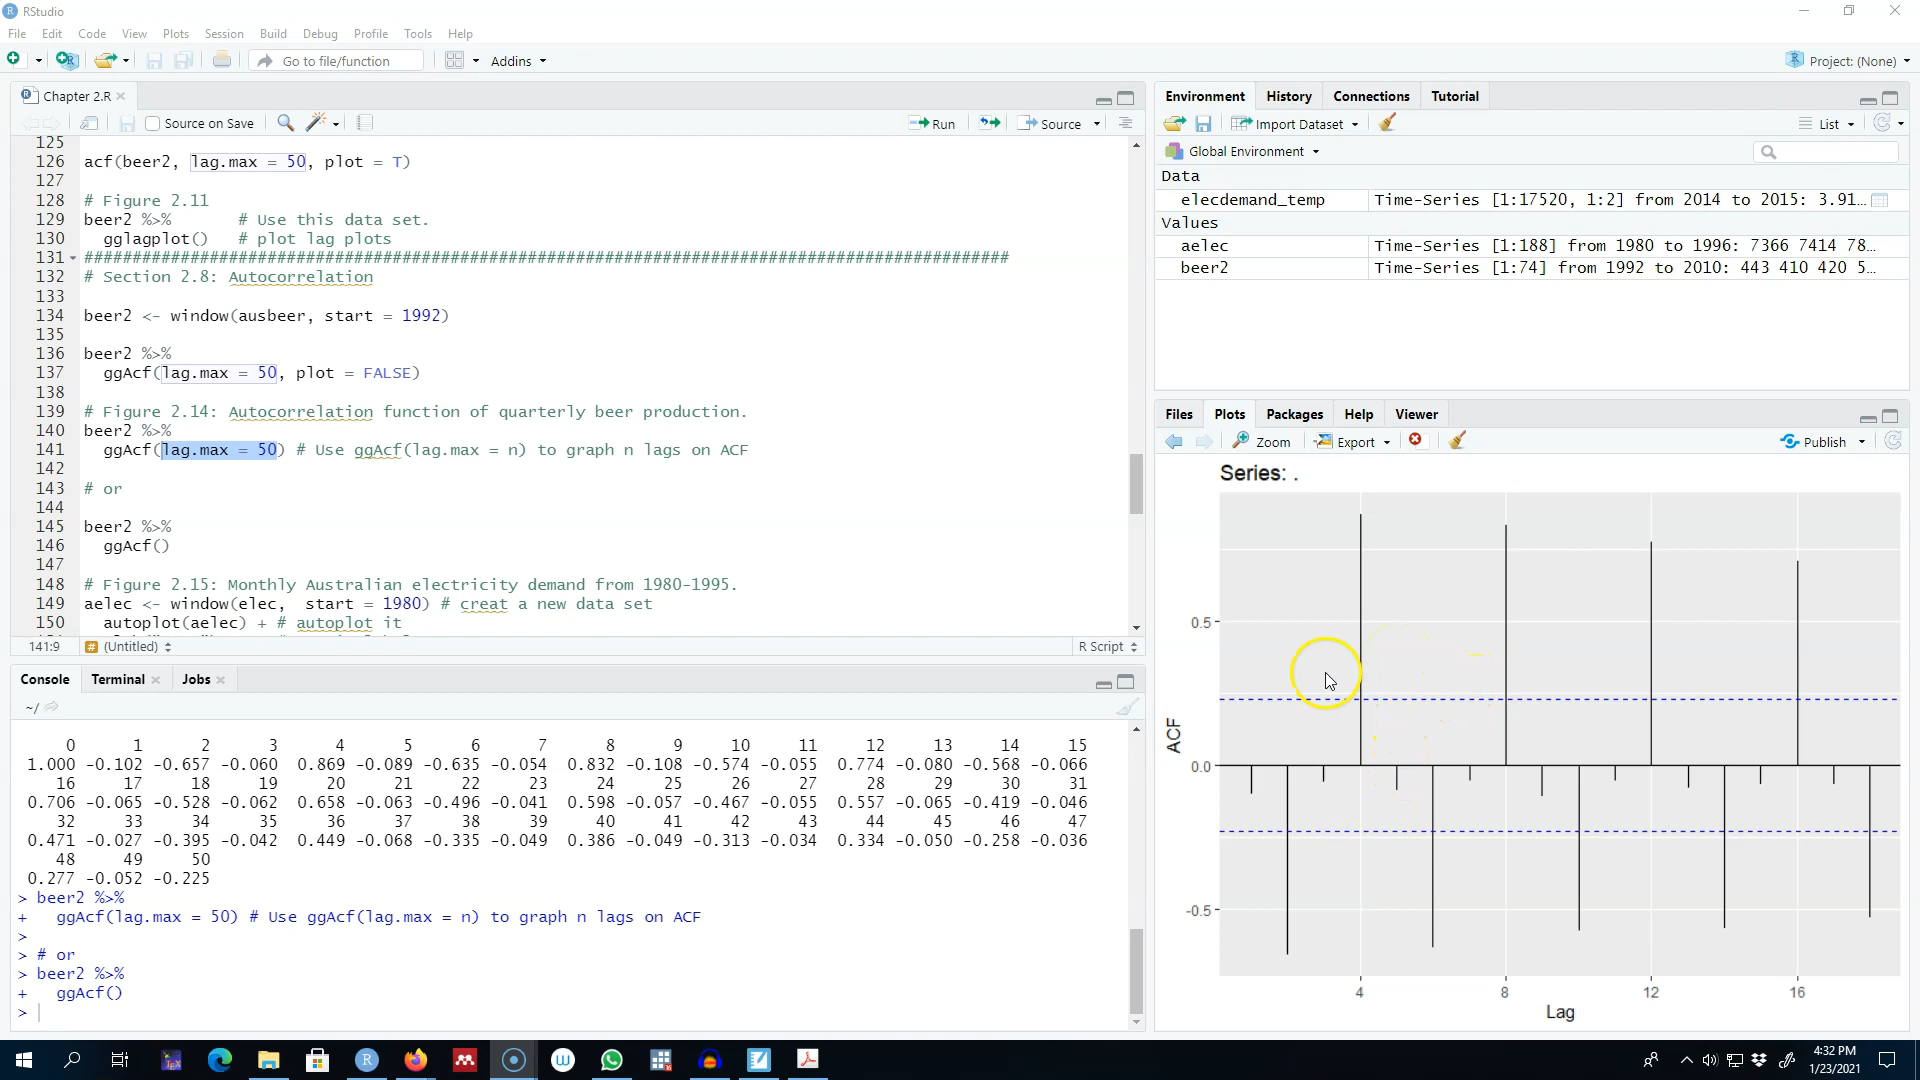 RStudio
File Edit Code View Plots Session Build Debug Profile Tools Help
Go to file/function Addins Project: (None)
Chapter 2.R
Source on Save Run Source
125
126 acf(beer2, lag.max = 50, plot = T)
127
128 # Figure 2.11
129 beer2 %>% # Use this data set.
130 gglagplot() # plot lag plots
131 ################################################################################################
132 # Section 2.8: Autocorrelation
133
134 beer2 <- window(ausbeer, start = 1992)
135
136 beer2 %>%
137 ggAcf(lag.max = 50, plot = FALSE)
138
139 # Figure 2.14: Autocorrelation function of quarterly beer production.
140 beer2 %>%
141 ggAcf(lag.max = 50) # Use ggAcf(lag.max = n) to graph n lags on ACF
142
143 # or
144
145 beer2 %>%
146 ggAcf()
147
148 # Figure 2.15: Monthly Australian electricity demand from 1980-1995.
149 aelec <- window(elec, start = 1980) # creat a new data set
150 autoplot(aelec) + # autoplot it
141:9 (Untitled) R Script
Console Terminal Jobs
~/
0 1 2 3 4 5 6 7 8 9 10 11 12 13 14 15
1.000 -0.102 -0.657 -0.060 0.869 -0.089 -0.635 -0.054 0.832 -0.108 -0.574 -0.055 0.774 -0.080 -0.568 -0.066
16 17 18 19 20 21 22 23 24 25 26 27 28 29 30 31
0.706 -0.065 -0.528 -0.062 0.658 -0.063 -0.496 -0.041 0.598 -0.057 -0.467 -0.055 0.557 -0.065 -0.419 -0.046
32 33 34 35 36 37 38 39 40 41 42 43 44 45 46 47
0.471 -0.027 -0.395 -0.042 0.449 -0.068 -0.335 -0.049 0.386 -0.049 -0.313 -0.034 0.334 -0.050 -0.258 -0.036
48 49 50
0.277 -0.052 -0.225
> beer2 %>%
+ ggAcf(lag.max = 50) # Use ggAcf(lag.max = n) to graph n lags on ACF
>
> # or
> beer2 %>%
+ ggAcf()
>
Environment History Connections Tutorial
Import Dataset List
Global Environment
Data
elecdemand_temp Time-Series [1:17520, 1:2] from 2014 to 2015: 3.91...
Values
aelec Time-Series [1:188] from 1980 to 1996: 7366 7414 78...
beer2 Time-Series [1:74] from 1992 to 2010: 443 410 420 5...
Files Plots Packages Help Viewer
Zoom Export Publish
Series: .
0.5
0.0
-0.5
ACF
4 8 12 16
Lag
4:32 PM
1/23/2021